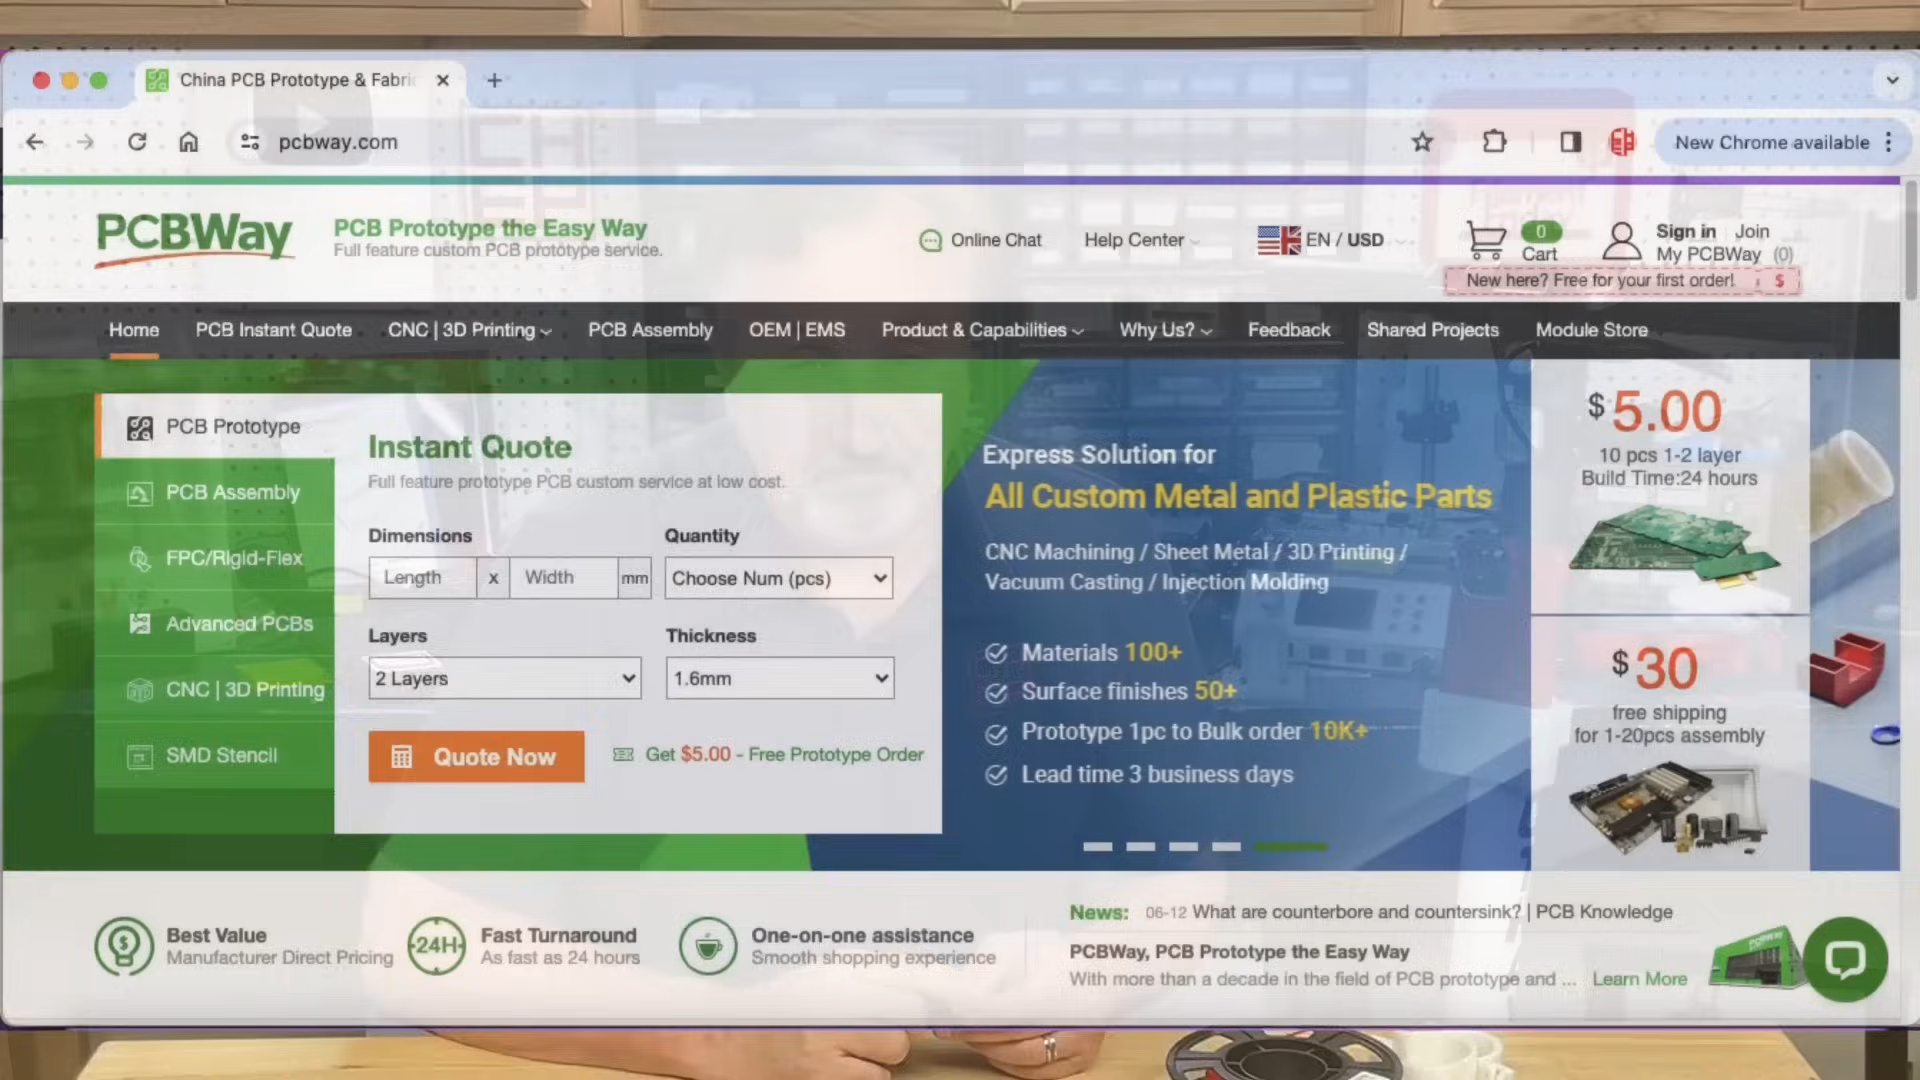 China PCB Prototype & Fabri
pcbway.com
New Chrome available
PCBWay
PCB Prototype the Easy Way
Full feature custom PCB prototype service.
Online Chat
Help Center
EN / USD
0
Cart
Sign in Join
My PCBWay (0)
New here? Free for your first order! $
Home
PCB Instant Quote
CNC | 3D Printing
PCB Assembly
OEM | EMS
Product & Capabilities
Why Us?
Feedback
Shared Projects
Module Store
PCB Prototype
PCB Assembly
FPC/RIgid-Flex
Advanced PCBs
CNC | 3D Printing
SMD Stencil
Instant Quote
Full feature prototype PCB custom service at low cost.
Dimensions
Quantity
Length x Width mm
Choose Num (pcs)
Layers
Thickness
2 Layers
1.6mm
Quote Now
Get $5.00 - Free Prototype Order
Express Solution for
All Custom Metal and Plastic Parts
CNC Machining / Sheet Metal / 3D Printing /
Vacuum Casting / Injection Molding
Materials 100+
Surface finishes 50+
Prototype 1pc to Bulk order 10K+
Lead time 3 business days
$5.00
10 pcs 1-2 layer
Build Time:24 hours
$30
free shipping
for 1-20pcs assembly
Best Value
Manufacturer Direct Pricing
24H
Fast Turnaround
As fast as 24 hours
One-on-one assistance
Smooth shopping experience
News: 06-12 What are counterbore and countersink? | PCB Knowledge
PCBWay, PCB Prototype the Easy Way
With more than a decade in the field of PCB prototype and ... Learn More
PCBWay